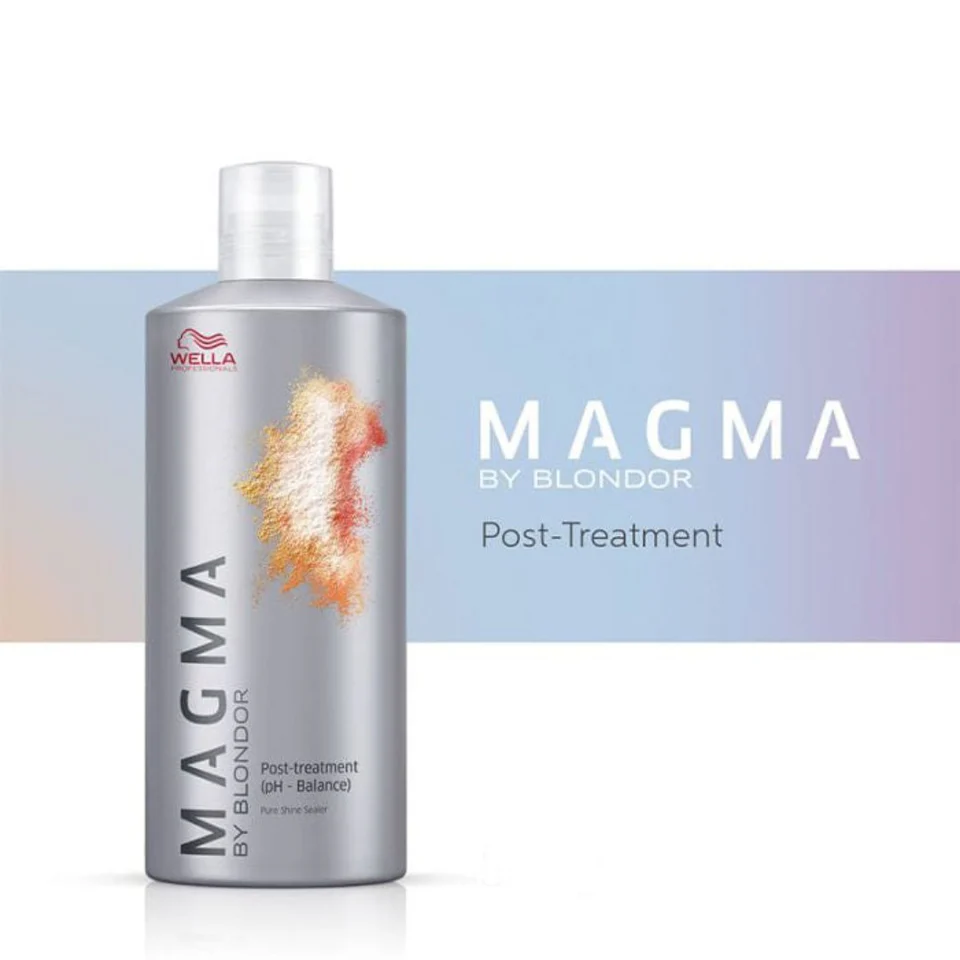 WELLA
PROFESSIONALS
MAGMA
BY BLONDOR
Post-treatment
(pH - Balance)
Pure Shine Sealer
MAGMA
BY BLONDOR
Post-Treatment